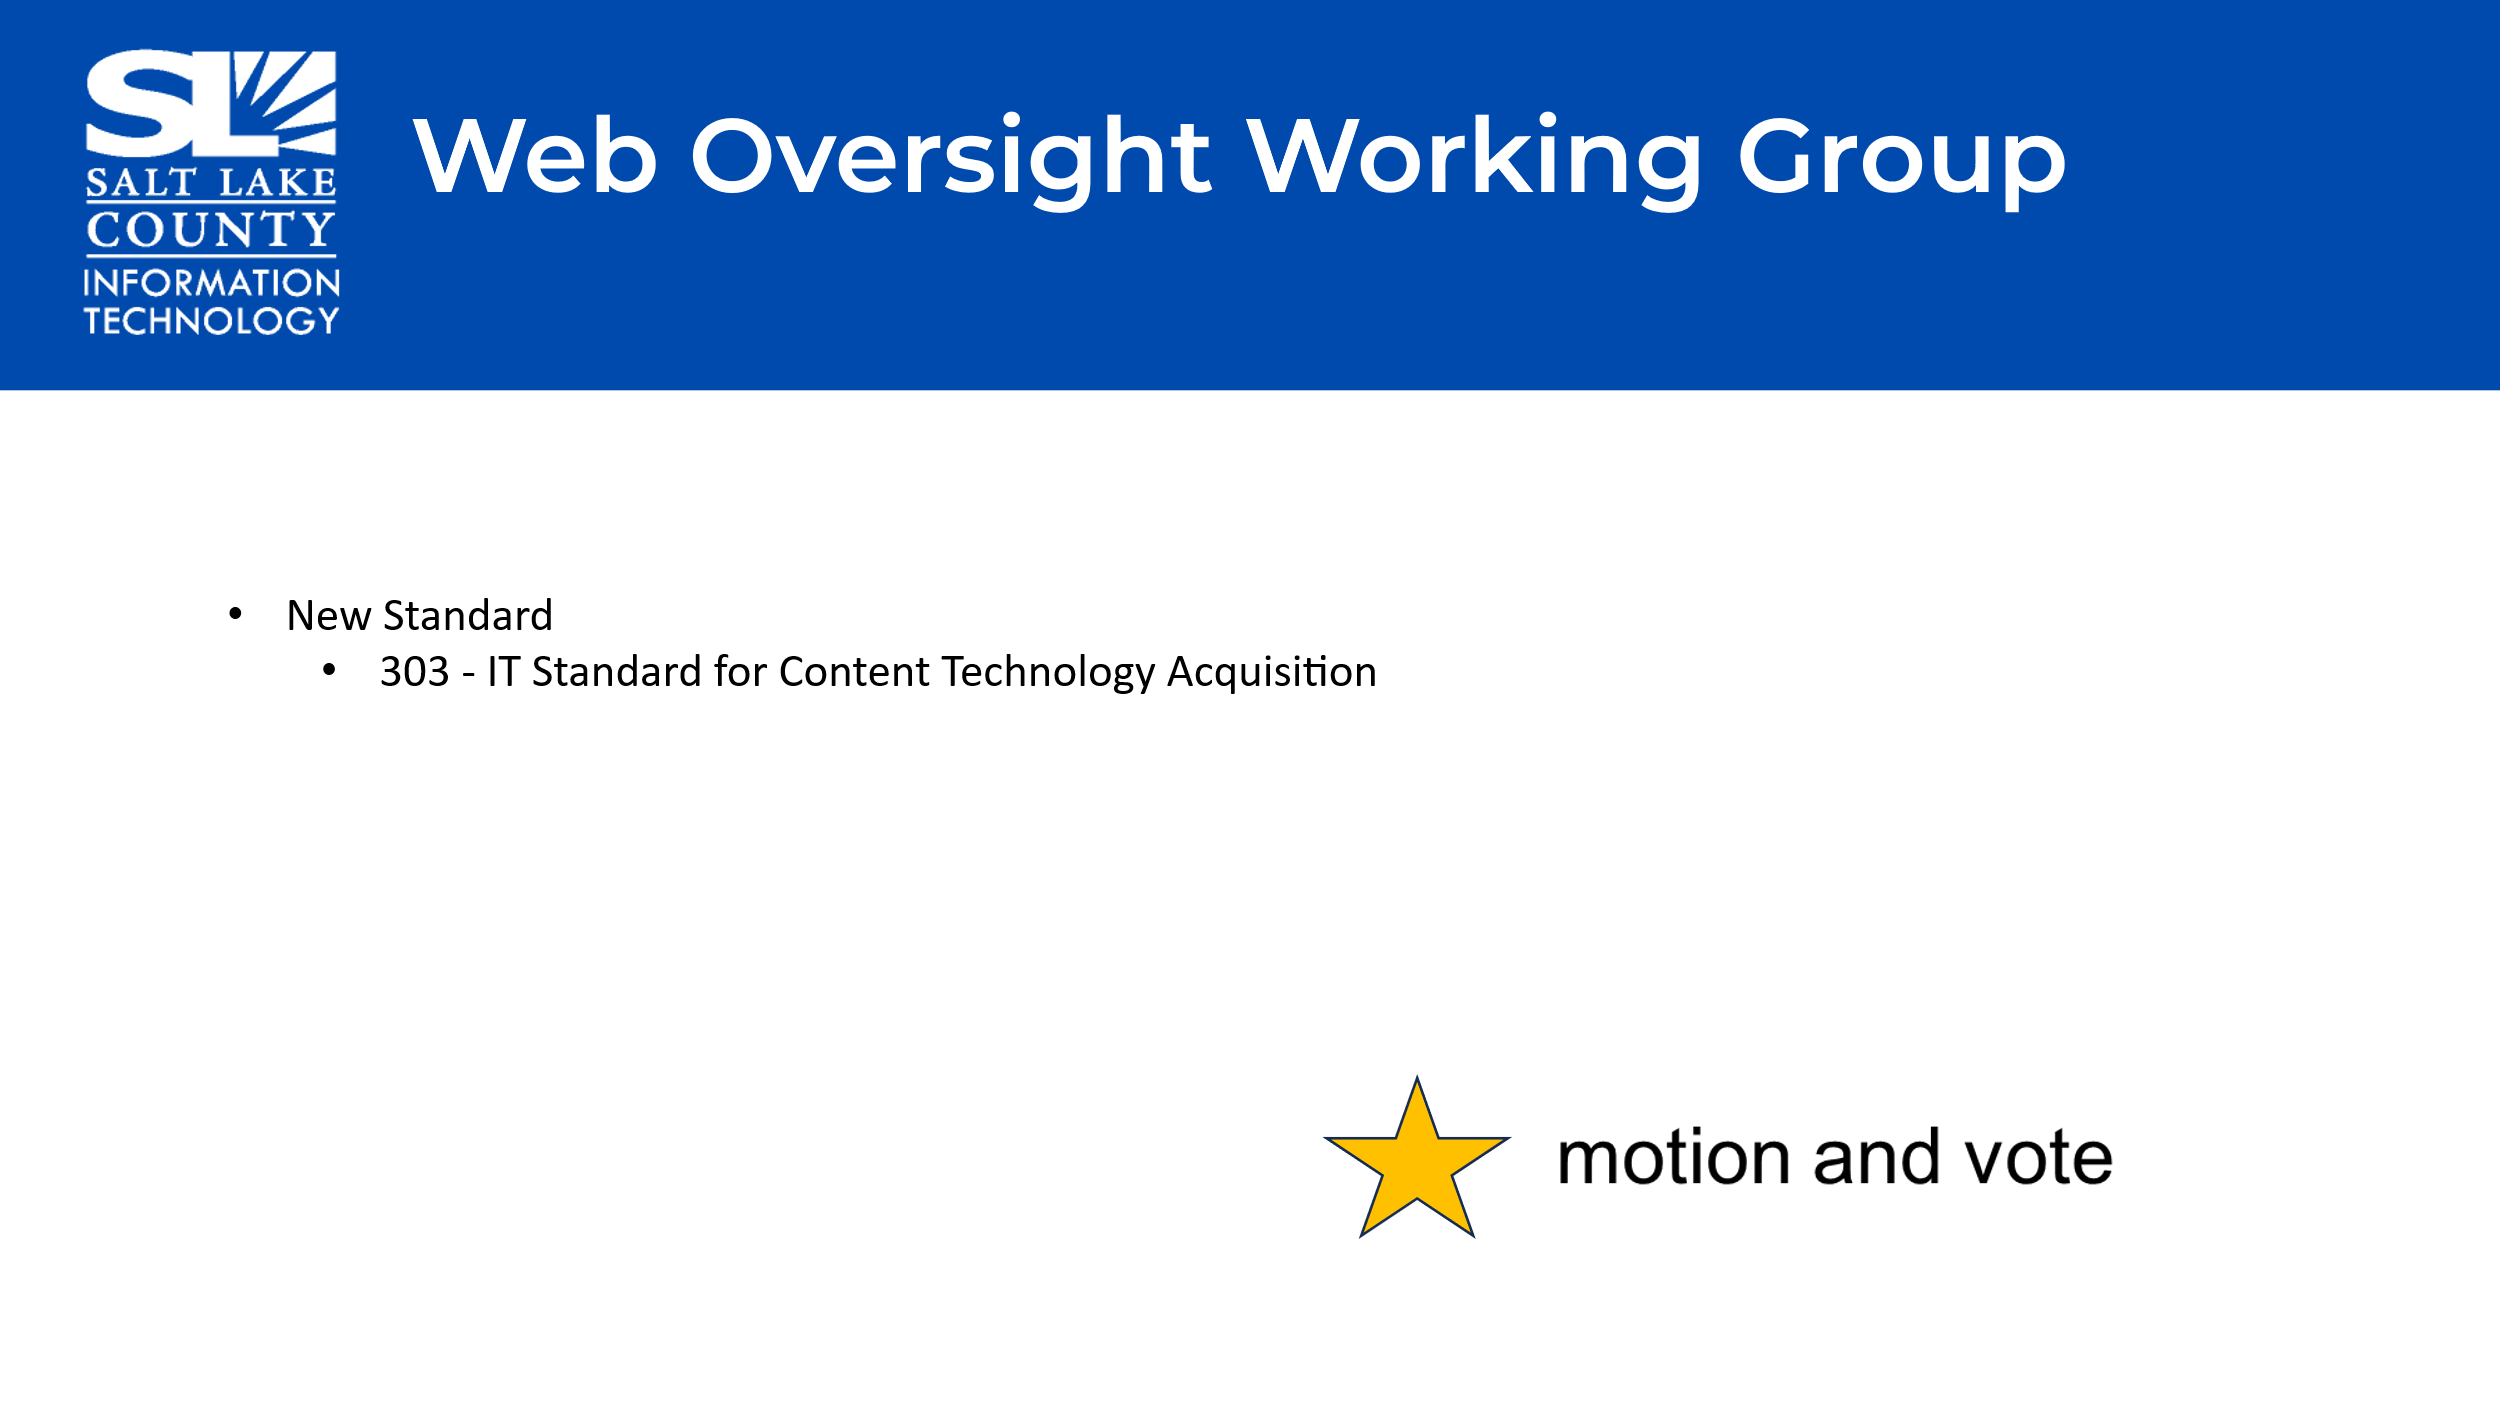 SL
SALT LAKE
COUNTY
INFORMATION
TECHNOLOGY
Web Oversight Working Group
• New Standard
• 303 - IT Standard for Content Technology Acquisition
motion and vote